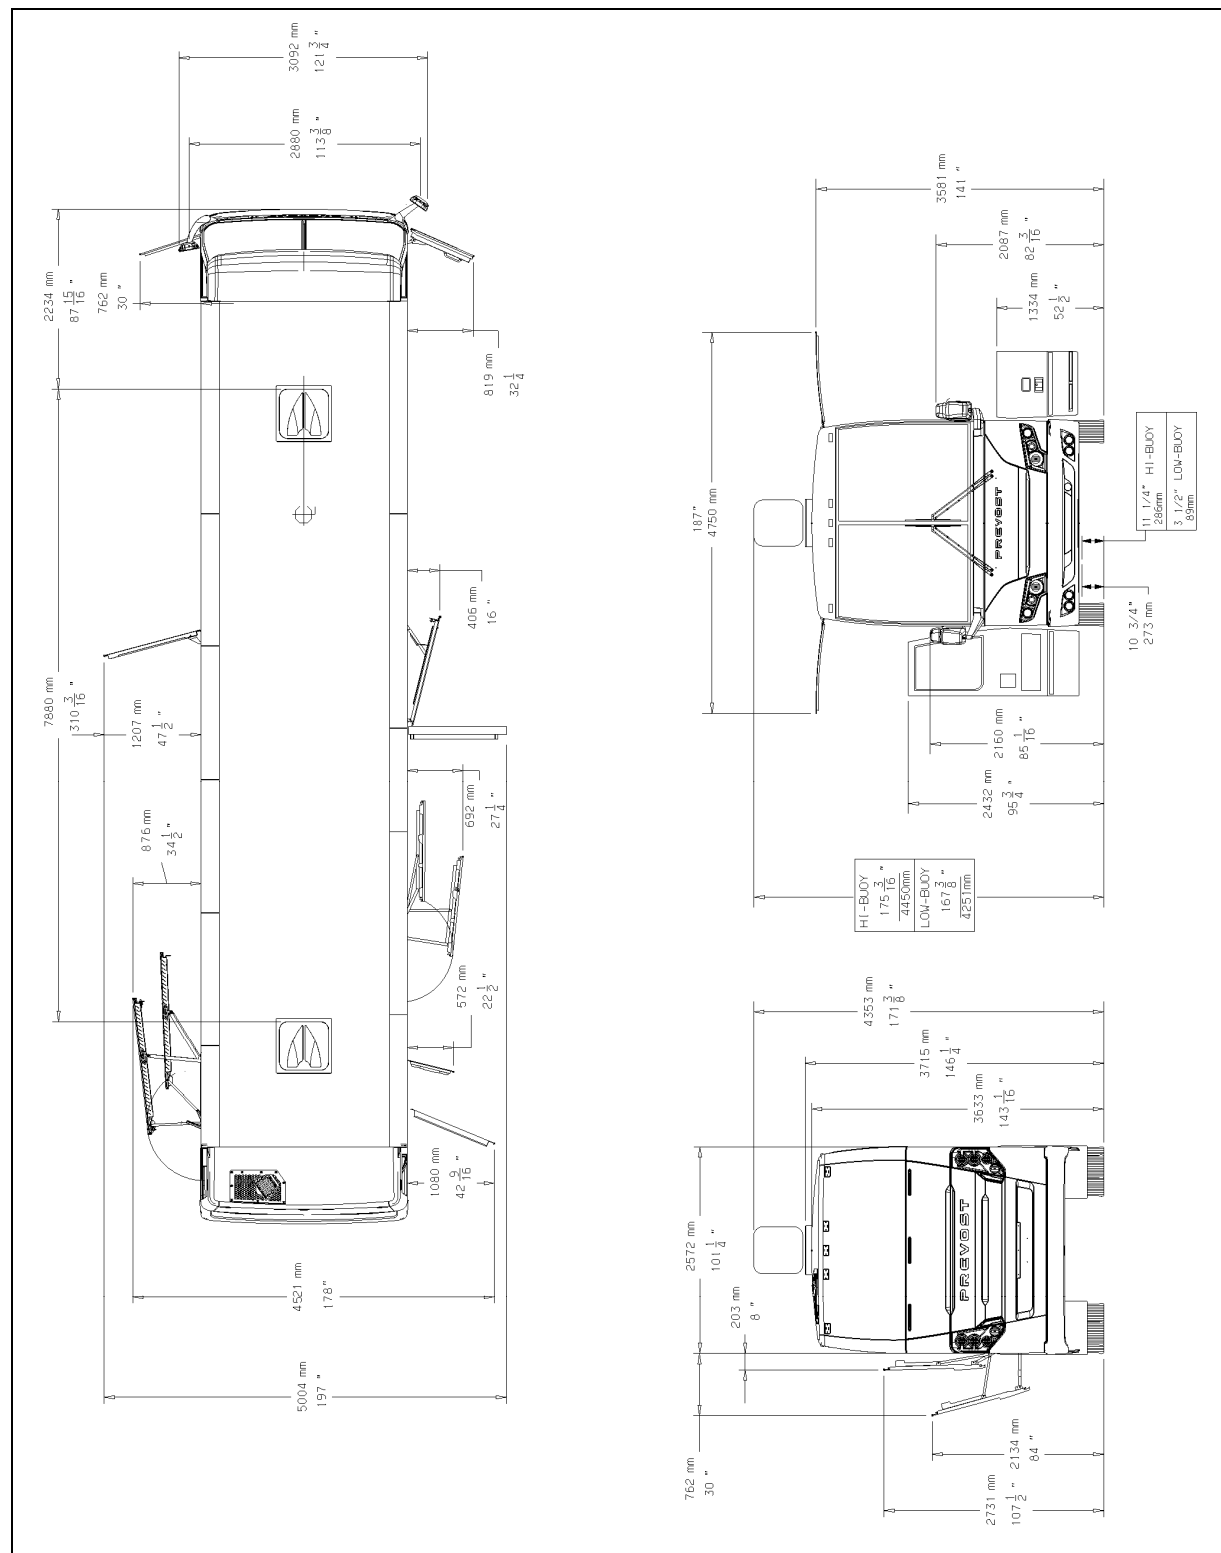 3092 mm
121 3/4 "
2880 mm
113 3/8 "
2234 mm
87 15/16 "
762 mm
30 "
819 mm
32 1/4
406 mm
16 "
7880 mm
310 3/16 "
1207 mm
47 1/2 "
876 mm
34 1/2 "
692 mm
27 1/4 "
572 mm
22 1/2 "
1080 mm
42 9/16 "
4521 mm
178"
5004 mm
197 "
3581 mm
141 "
2087 mm
82 3/16 "
1334 mm
52 1/2 "
187"
4750 mm
PREVOST
11 1/4" HI-BUOY
286mm
3 1/2" LOW-BUOY
89mm
10 3/4"
273 mm
2160 mm
85 1/16 "
2432 mm
95 3/4 "
HI-BUOY
175 3/16 "
4450mm
LOW-BUOY
167 3/8 "
4251mm
4353 mm
171 3/8 "
3715 mm
146 1/4 "
3633 mm
143 1/16 "
2572 mm
101 1/4 "
PREVOST
203 mm
8 "
762 mm
30 "
2134 mm
84 "
2731 mm
107 1/2 "